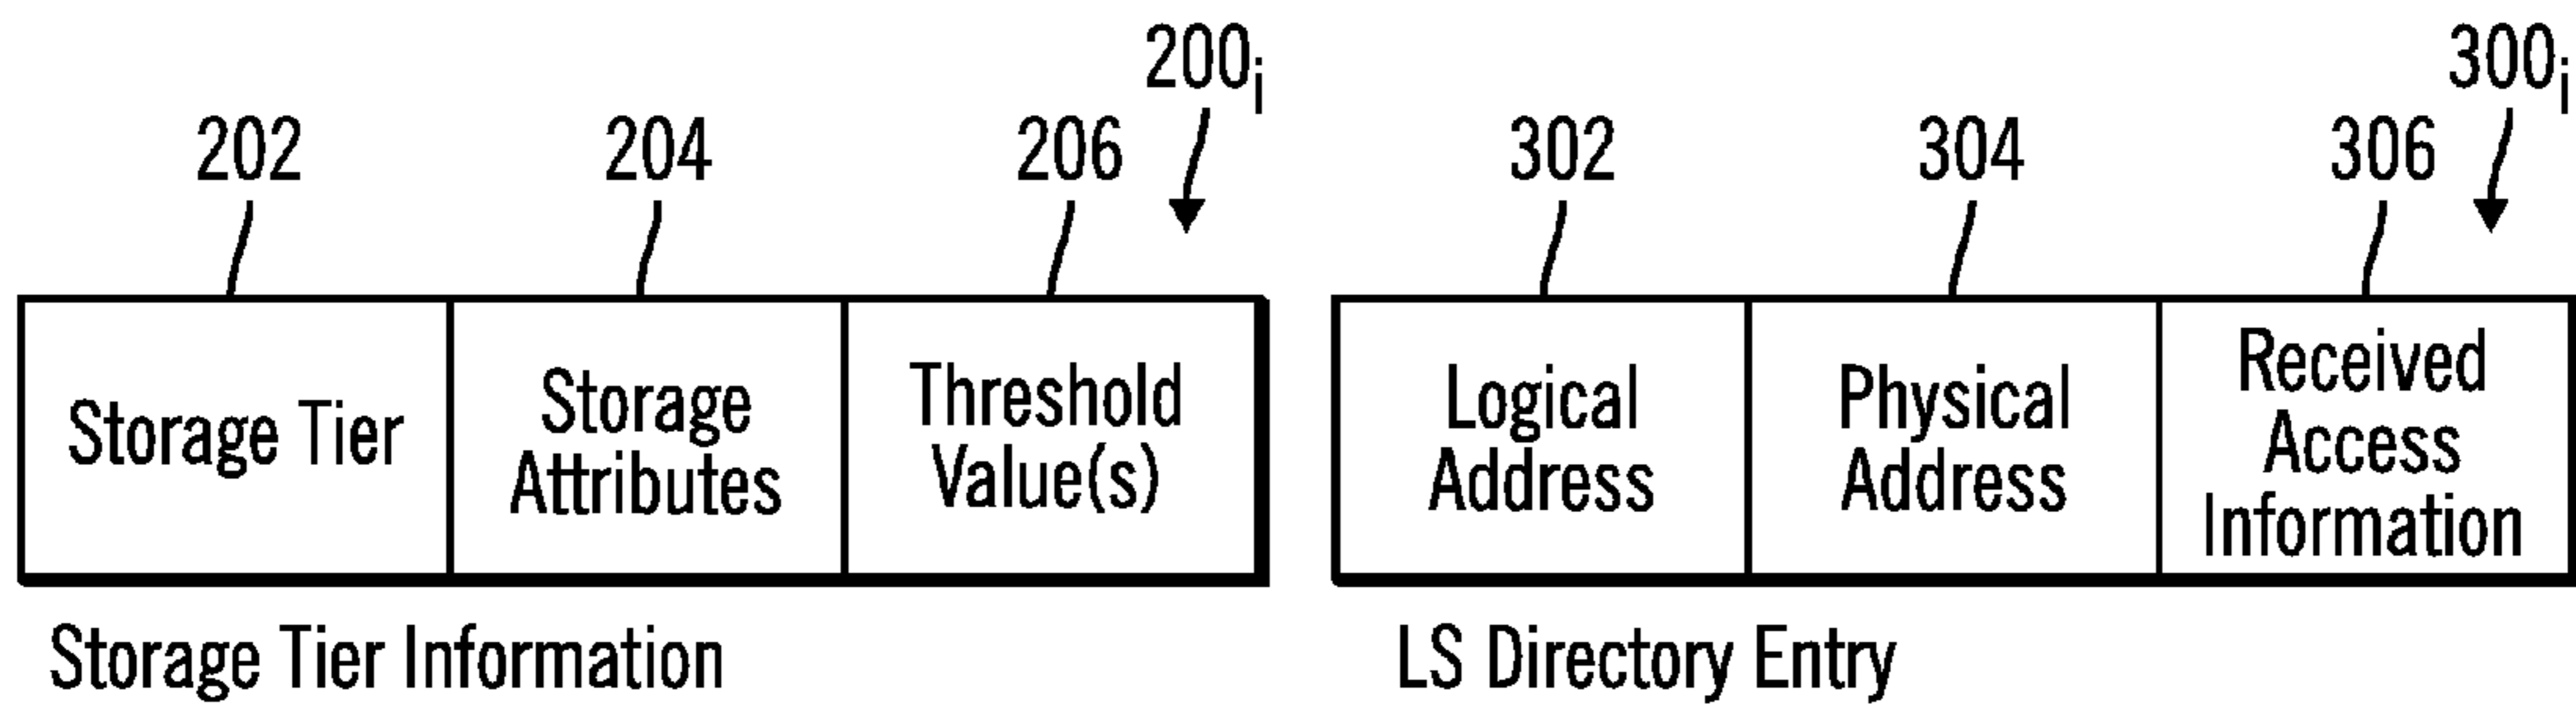 200i
300i
202
204
206
302
304
306
Storage Tier
Storage
Attributes
Threshold
Value(s)
Logical
Address
Physical
Address
Received
Access
Information
Storage Tier Information
LS Directory Entry